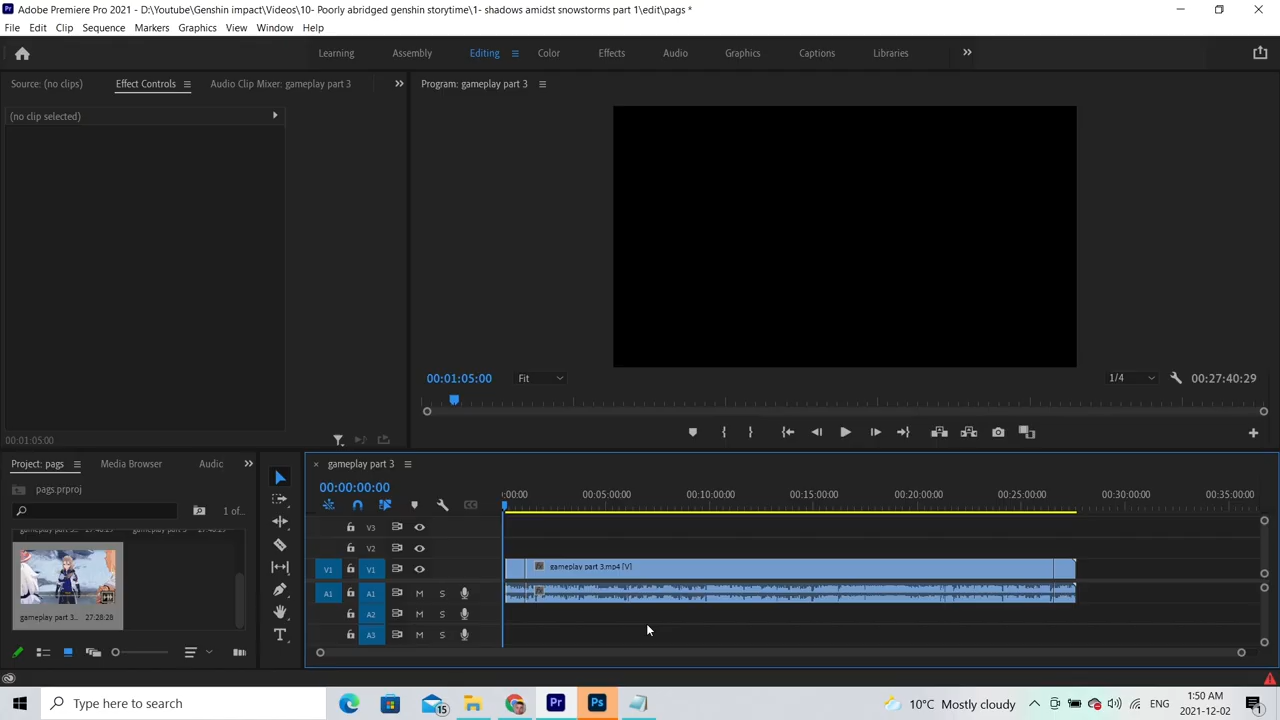 Adobe Premiere Pro 2021 - D:\Youtube\Genshin impact\Videos\10- Poorly abridged genshin storytime\1- shadows amidst snowstorms part 1\edit\pags *
File Edit Clip Sequence Markers Graphics View Window Help
Learning Assembly Editing Color Effects Audio Graphics Captions Libraries
Source: (no clips) Effect Controls Audio Clip Mixer: gameplay part 3
Program: gameplay part 3
(no clip selected)
00:01:05:00 Fit 1/4 00:27:40:29
00:01:05:00
Project: pags Media Browser Audio
gameplay part 3
00:00:00:00
pags.prproj
:00:00 00:05:00:00 00:10:00:00 00:15:00:00 00:20:00:00 00:25:00:00 00:30:00:00 00:35:00:00
1 of...
V3
V2
V1 V1 gameplay part 3.mp4 [V]
A1 A1 M S
A2 M S
A3 M S
gameplay part 3... 27:28:28
Type here to search
15
Pr
Ps
10°C Mostly cloudy
ENG
1:50 AM
2021-12-02
1